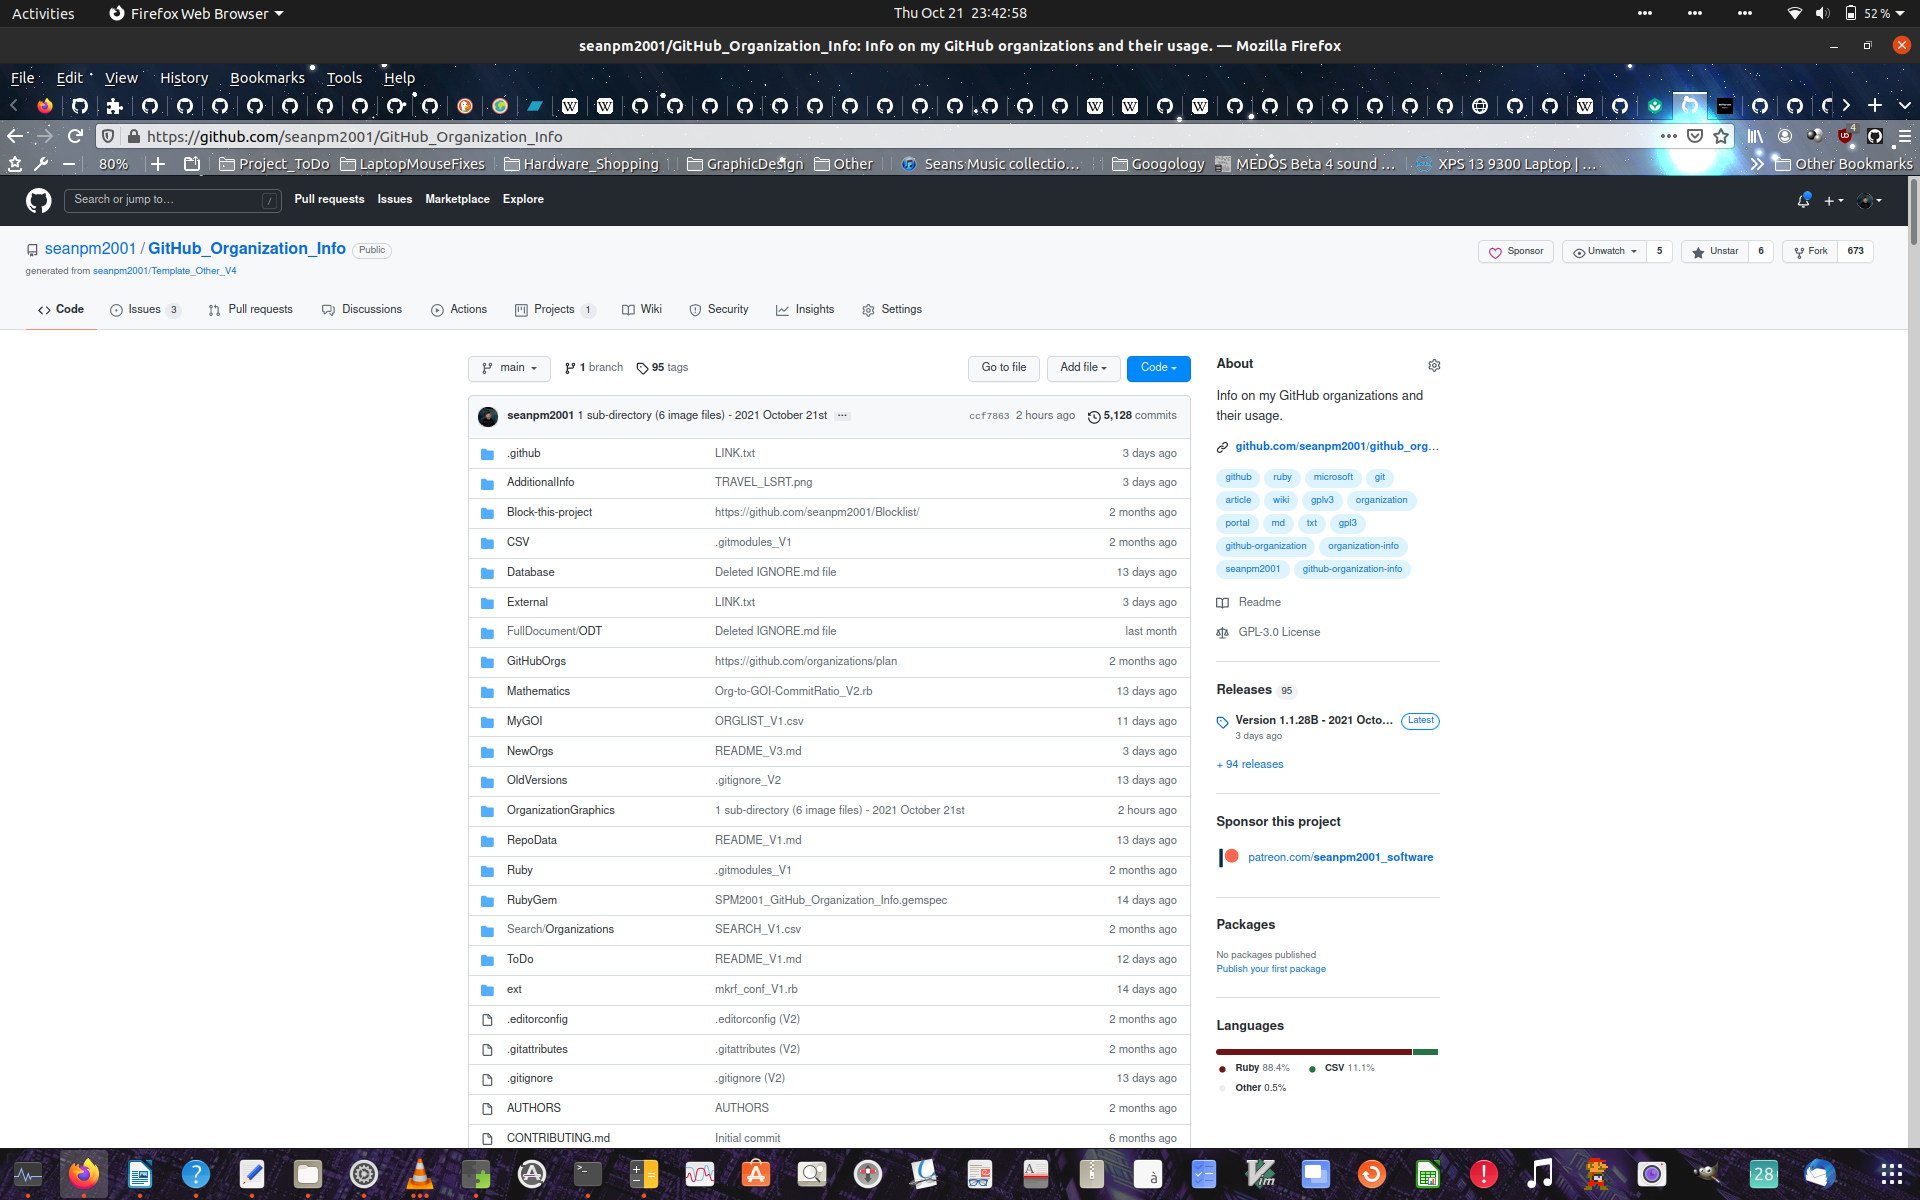 Activities
Firefox Web Browser
Thu Oct 21 23:42:58
52 %
seanpm2001/GitHub_Organization_Info: Info on my GitHub organizations and their usage. — Mozilla Firefox
File Edit View History Bookmarks Tools Help
https://github.com/seanpm2001/GitHub_Organization_Info
80%
Project_ToDo
LaptopMouseFixes
Hardware_Shopping
GraphicDesign
Other
Seans Music collectio…
Googology
MEDOS Beta 4 sound …
XPS 13 9300 Laptop | …
Other Bookmarks
Search or jump to…
/
Pull requests Issues Marketplace Explore
seanpm2001 / GitHub_Organization_Info Public
generated from seanpm2001/Template_Other_V4
Sponsor
Unwatch 5
Unstar 6
Fork 673
Code
Issues 3
Pull requests
Discussions
Actions
Projects 1
Wiki
Security
Insights
Settings
main
1 branch
95 tags
Go to file
Add file
Code
seanpm2001 1 sub-directory (6 image files) - 2021 October 21st ...
ccf7863 2 hours ago
5,128 commits
.github LINK.txt 3 days ago
AdditionalInfo TRAVEL_LSRT.png 3 days ago
Block-this-project https://github.com/seanpm2001/Blocklist/ 2 months ago
CSV .gitmodules_V1 2 months ago
Database Deleted IGNORE.md file 13 days ago
External LINK.txt 3 days ago
FullDocument/ODT Deleted IGNORE.md file last month
GitHubOrgs https://github.com/organizations/plan 2 months ago
Mathematics Org-to-GOI-CommitRatio_V2.rb 13 days ago
MyGOI ORGLIST_V1.csv 11 days ago
NewOrgs README_V3.md 3 days ago
OldVersions .gitignore_V2 13 days ago
OrganizationGraphics 1 sub-directory (6 image files) - 2021 October 21st 2 hours ago
RepoData README_V1.md 13 days ago
Ruby .gitmodules_V1 2 months ago
RubyGem SPM2001_GitHub_Organization_Info.gemspec 14 days ago
Search/Organizations SEARCH_V1.csv 2 months ago
ToDo README_V1.md 12 days ago
ext mkrf_conf_V1.rb 14 days ago
.editorconfig .editorconfig (V2) 2 months ago
.gitattributes .gitattributes (V2) 2 months ago
.gitignore .gitignore (V2) 13 days ago
AUTHORS AUTHORS 2 months ago
CONTRIBUTING.md Initial commit 6 months ago
About
Info on my GitHub organizations and
their usage.
github.com/seanpm2001/github_org…
github ruby microsoft git
article wiki gplv3 organization
portal md txt gpl3
github-organization organization-info
seanpm2001 github-organization-info
Readme
GPL-3.0 License
Releases 95
Version 1.1.28B - 2021 Octo… Latest
3 days ago
+ 94 releases
Sponsor this project
patreon.com/seanpm2001_software
Packages
No packages published
Publish your first package
Languages
Ruby 88.4% CSV 11.1%
Other 0.5%
28